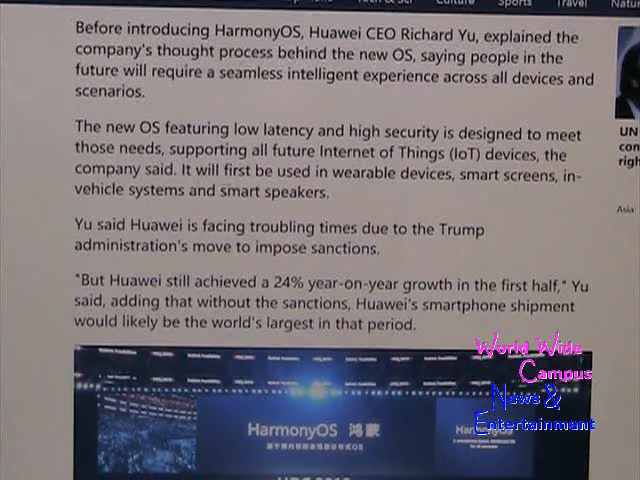 Culture
Sports
Travel
Before introducing HarmonyOS, Huawei CEO Richard Yu, explained the
company's thought process behind the new OS, saying people in the
future will require a seamless intelligent experience across all devices and
scenarios.
The new OS featuring low latency and high security is designed to meet
those needs, supporting all future Internet of Things (IoT) devices, the
company said. It will first be used in wearable devices, smart screens, in-
vehicle systems and smart speakers.
Yu said Huawei is facing troubling times due to the Trump
administration's move to impose sanctions.
"But Huawei still achieved a 24% year-on-year growth in the first half," Yu
said, adding that without the sanctions, Huawei's smartphone shipment
would likely be the world's largest in that period.
UN
con
righ
Asia
HarmonyOS 鸿蒙
World Wide
Campus
News &
Entertainment